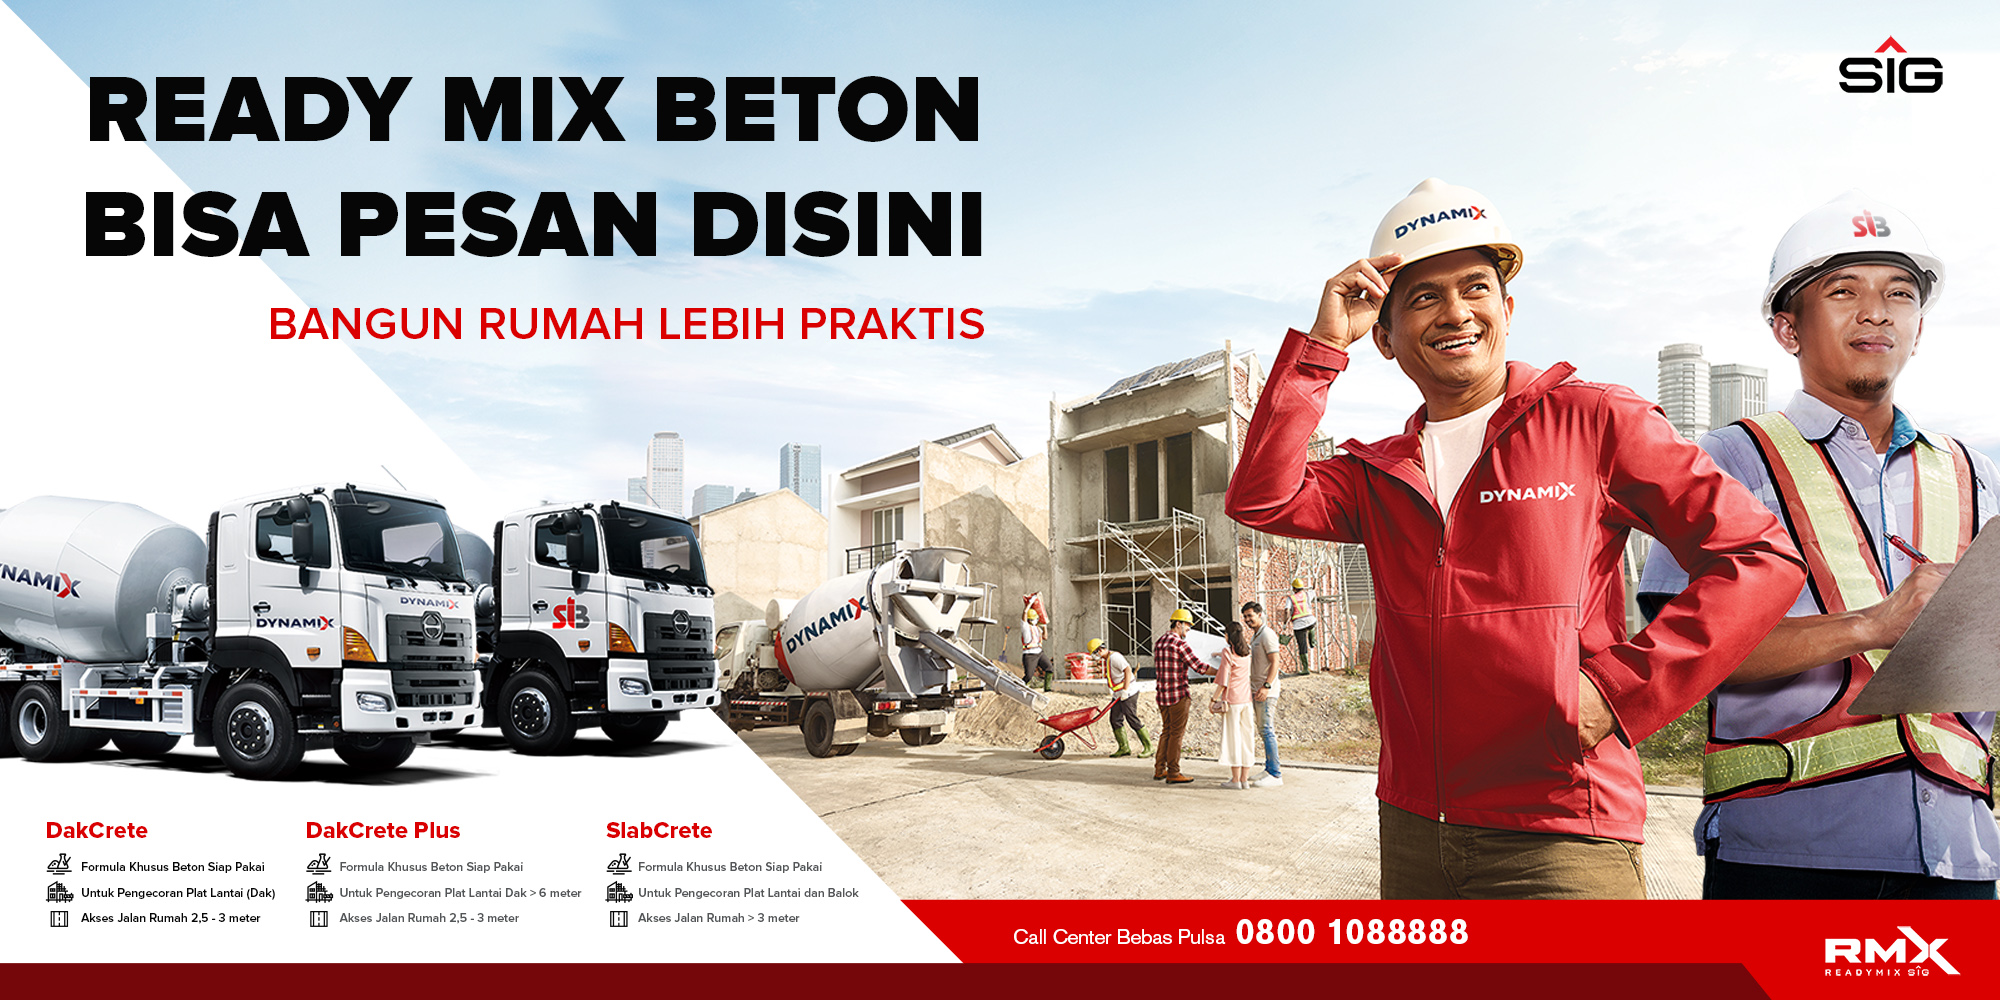 READY MIX BETON
BISA PESAN DISINI
BANGUN RUMAH LEBIH PRAKTIS
SIG
DYNAMIX
SIB
DYNAMIX
DYNAMIX
DYNAMIX
DYNAMIX
SIB
DYNAMIX
DakCrete
Formula Khusus Beton Siap Pakai
Untuk Pengecoran Plat Lantai (Dak)
Akses Jalan Rumah 2,5 - 3 meter
DakCrete Plus
Formula Khusus Beton Siap Pakai
Untuk Pengecoran Plat Lantai Dak > 6 meter
Akses Jalan Rumah 2,5 - 3 meter
SlabCrete
Formula Khusus Beton Siap Pakai
Untuk Pengecoran Plat Lantai dan Balok
Akses Jalan Rumah > 3 meter
Call Center Bebas Pulsa 0800 1088888
RMX
READYMIX SIG